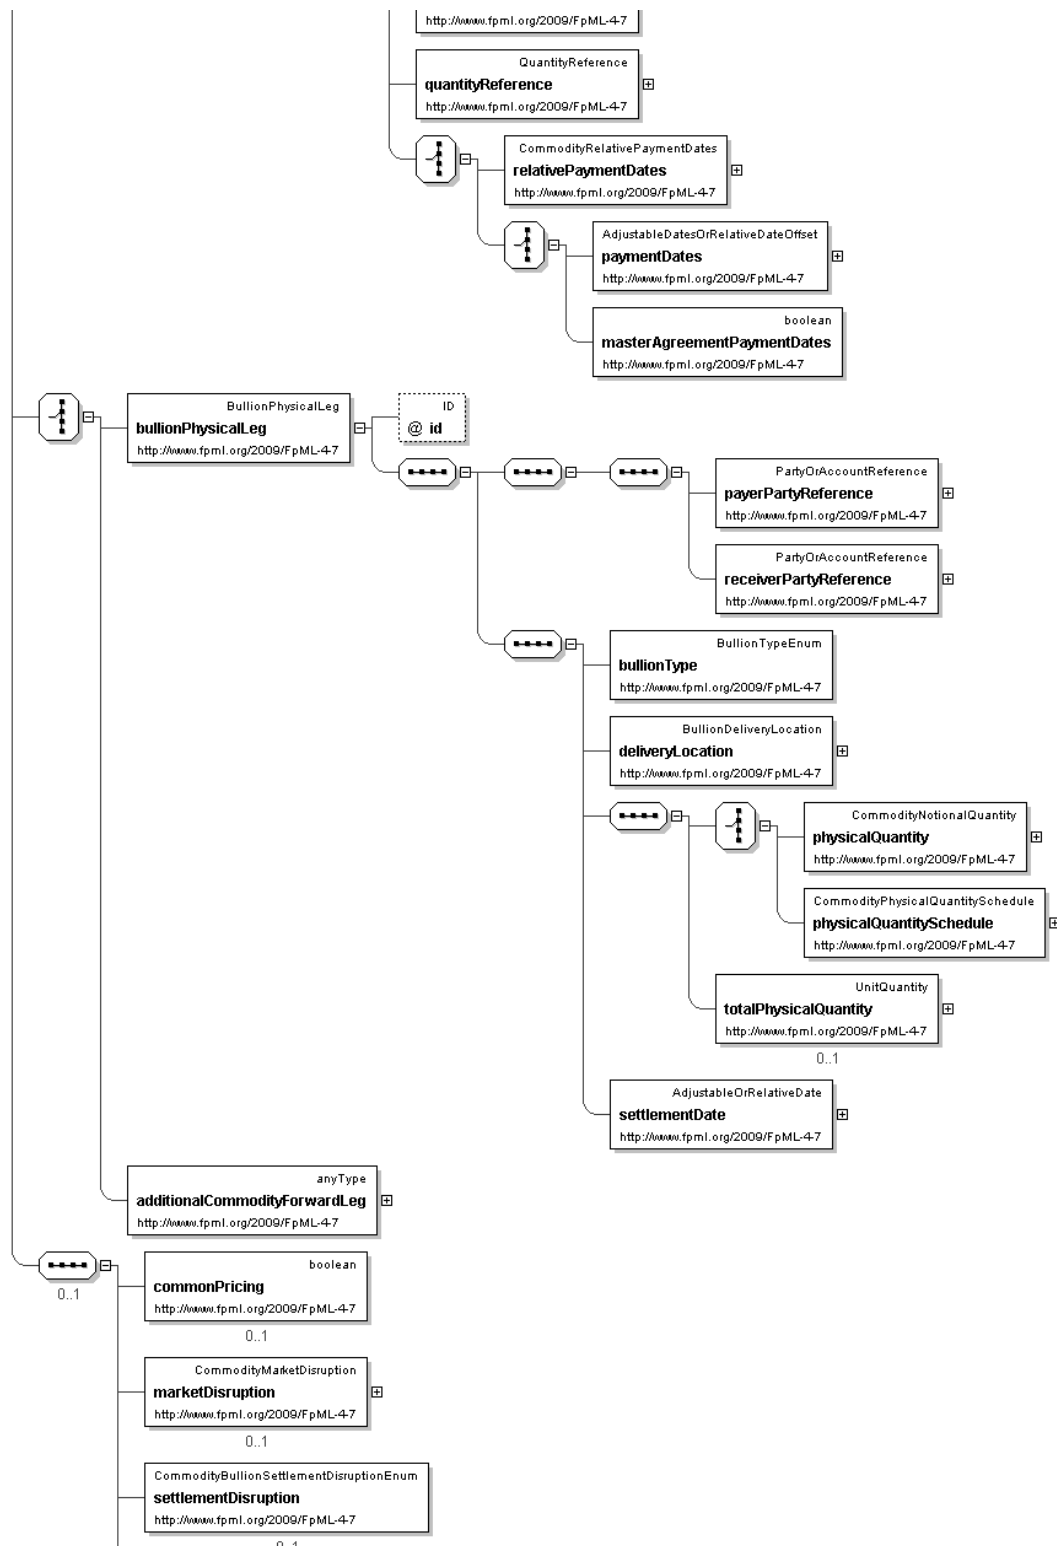 http://www.fpml.org/2009/FpML-4-7
QuantityReference
quantityReference
http://www.fpml.org/2009/FpML-4-7
CommodityRelativePaymentDates
relativePaymentDates
http://www.fpml.org/2009/FpML-4-7
AdjustableDatesOrRelativeDateOffset
paymentDates
http://www.fpml.org/2009/FpML-4-7
boolean
masterAgreementPaymentDates
http://www.fpml.org/2009/FpML-4-7
BullionPhysicalLeg
bullionPhysicalLeg
http://www.fpml.org/2009/FpML-4-7
ID
@ id
PartyOrAccountReference
payerPartyReference
http://www.fpml.org/2009/FpML-4-7
PartyOrAccountReference
receiverPartyReference
http://www.fpml.org/2009/FpML-4-7
BullionTypeEnum
bullionType
http://www.fpml.org/2009/FpML-4-7
BullionDeliveryLocation
deliveryLocation
http://www.fpml.org/2009/FpML-4-7
CommodityNotionalQuantity
physicalQuantity
http://www.fpml.org/2009/FpML-4-7
CommodityPhysicalQuantitySchedule
physicalQuantitySchedule
http://www.fpml.org/2009/FpML-4-7
UnitQuantity
totalPhysicalQuantity
http://www.fpml.org/2009/FpML-4-7
0..1
AdjustableOrRelativeDate
settlementDate
http://www.fpml.org/2009/FpML-4-7
anyType
additionalCommodityForwardLeg
http://www.fpml.org/2009/FpML-4-7
0..1
boolean
commonPricing
http://www.fpml.org/2009/FpML-4-7
0..1
CommodityMarketDisruption
marketDisruption
http://www.fpml.org/2009/FpML-4-7
0..1
CommodityBullionSettlementDisruptionEnum
settlementDisruption
http://www.fpml.org/2009/FpML-4-7
0..1